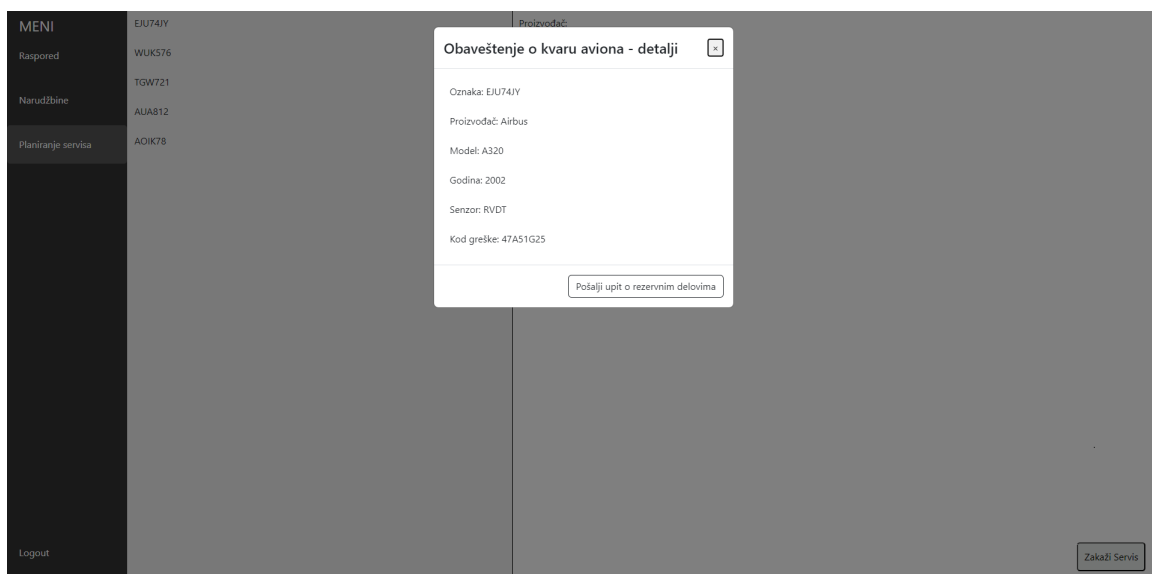 MENI
Raspored
Narudžbine
Planiranje servisa
Logout
EJU74JY
WUK576
TGW721
AUA812
AOIK78
Proizvođač:
Obaveštenje o kvaru aviona - detalji
×
Oznaka: EJU74JY
Proizvođač: Airbus
Model: A320
Godina: 2002
Senzor: RVDT
Kod greške: 47A51G25
Pošalji upit o rezervnim delovima
Zakaži Servis